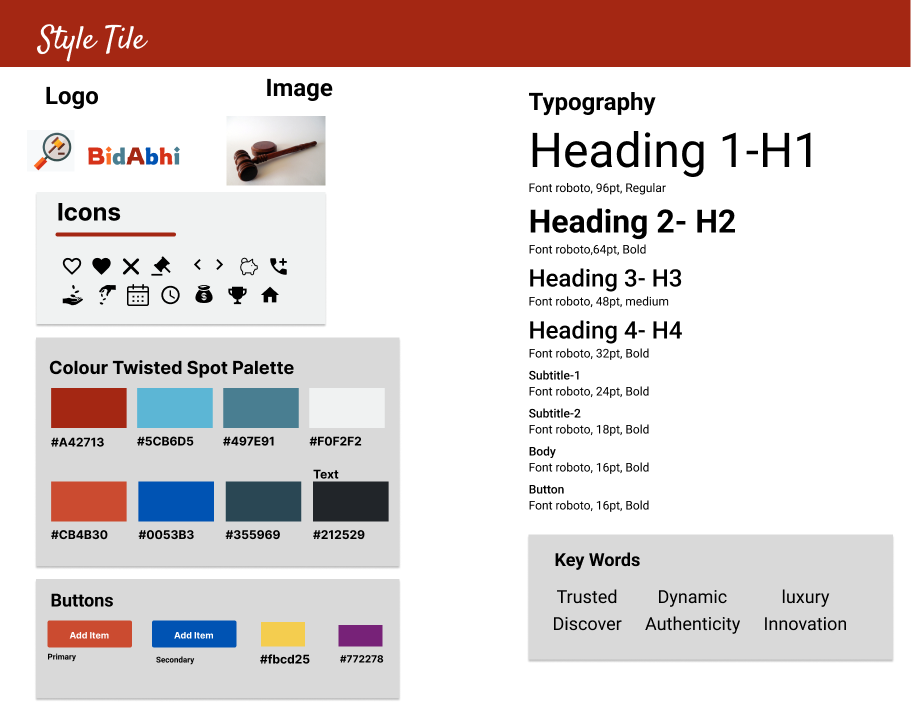 Style Tile
Logo
Image
BidAbhi
Icons
Colour Twisted Spot Palette
#A42713 #5CB6D5 #497E91 #F0F2F2
Text
#CB4B30 #0053B3 #355969 #212529
Buttons
Add Item Add Item
Primary Secondary #fbcd25 #772278
Typography
Heading 1-H1
Font roboto, 96pt, Regular
Heading 2- H2
Font roboto,64pt, Bold
Heading 3- H3
Font roboto, 48pt, medium
Heading 4- H4
Font roboto, 32pt, Bold
Subtitle-1
Font roboto, 24pt, Bold
Subtitle-2
Font roboto, 18pt, Bold
Body
Font roboto, 16pt, Bold
Button
Font roboto, 16pt, Bold
Key Words
Trusted Dynamic luxury
Discover Authenticity Innovation